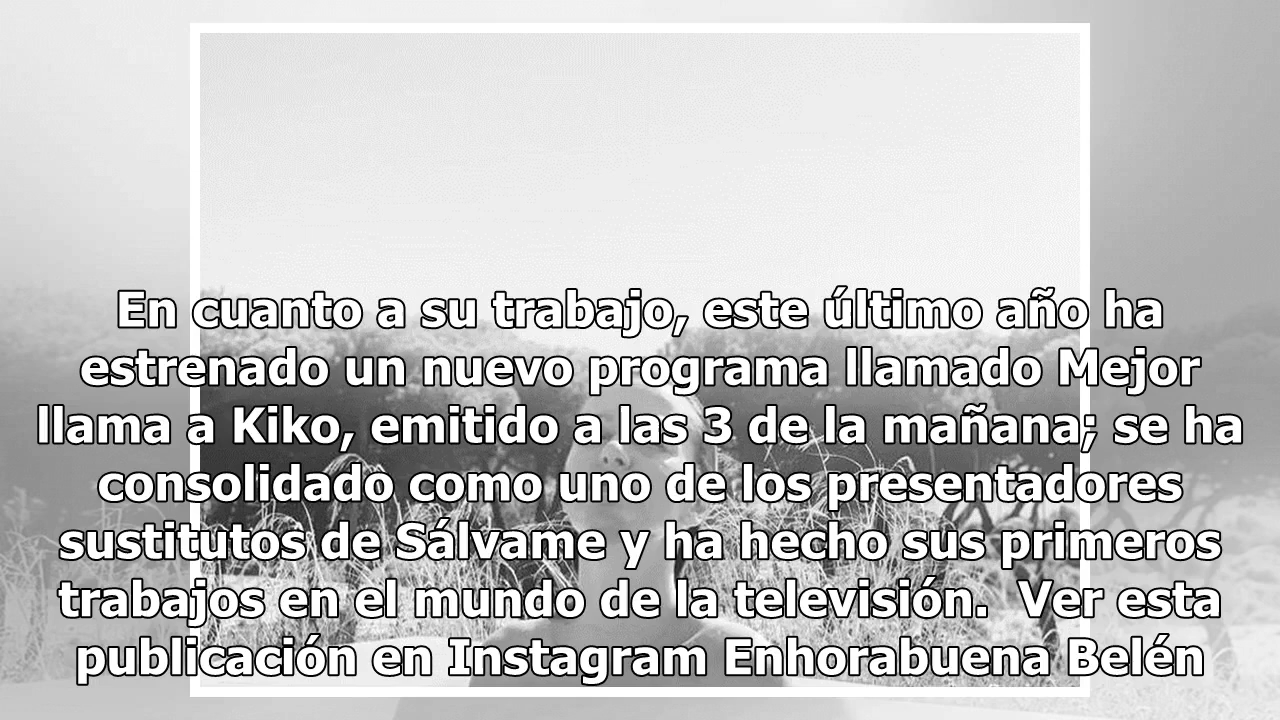 En cuanto a su trabajo, este último año ha
estrenado un nuevo programa llamado Mejor
llama a Kiko, emitido a las 3 de la mañana; se ha
consolidado como uno de los presentadores
sustitutos de Sálvame y ha hecho sus primeros
trabajos en el mundo de la televisión.  Ver esta
publicación en Instagram Enhorabuena Belén